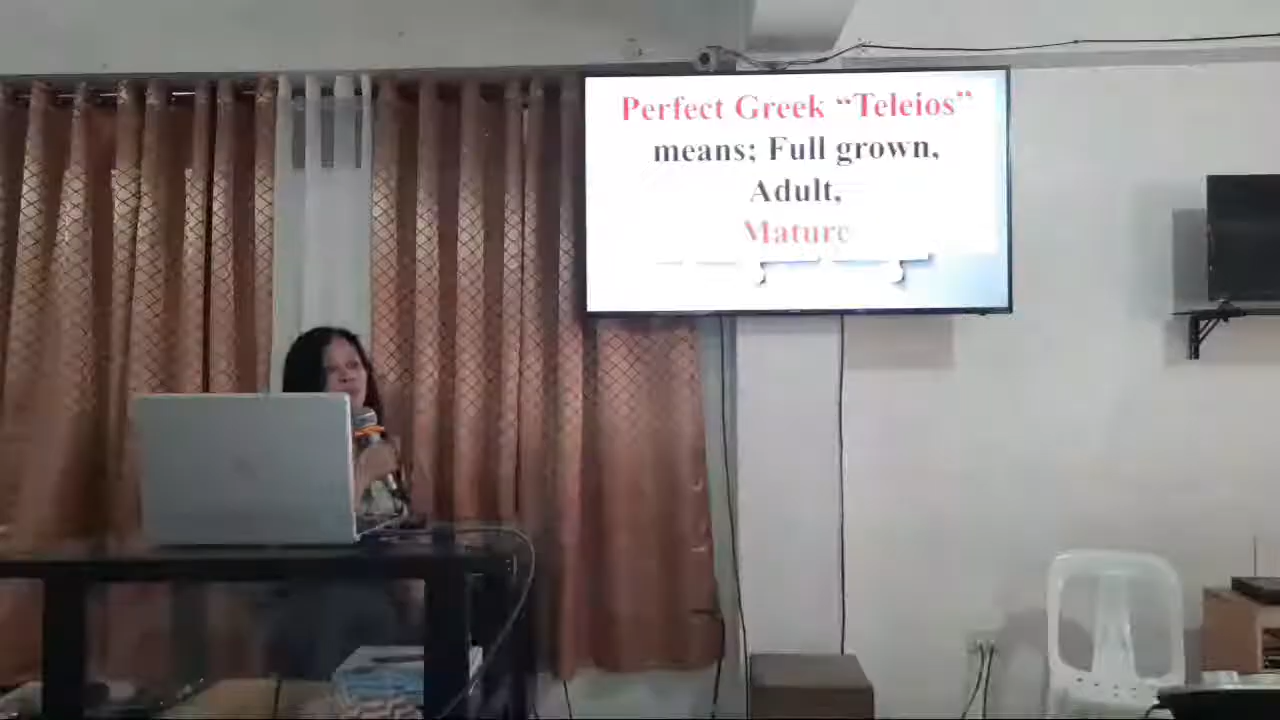 Perfect Greek “Teleios”
means; Full grown,
Adult,
Mature